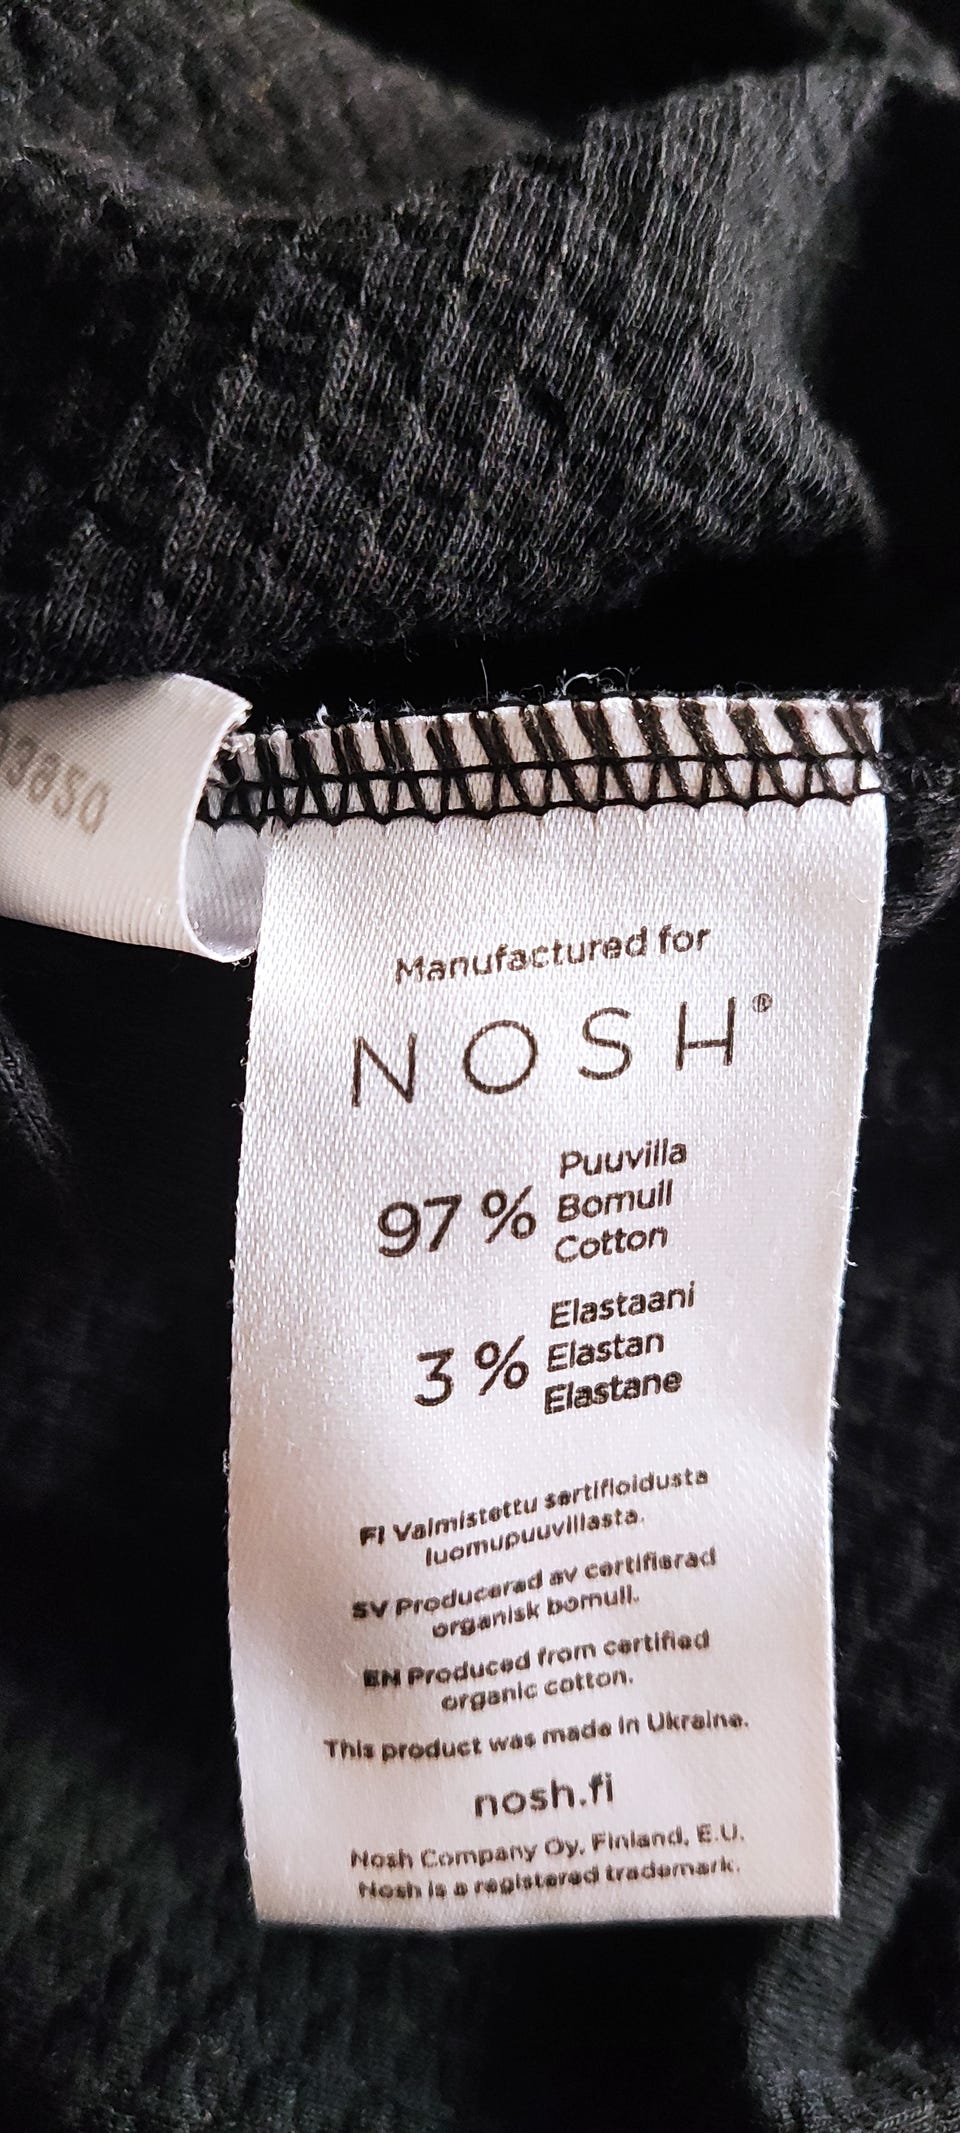 Manufactured for
NOSH®
97 % Puuvilla
Bomull
Cotton
3 % Elastaani
Elastan
Elastane
FI Valmistettu sertifioidusta
luomupuuvillasta.
SV Producerad av certifierad
organisk bomull.
EN Produced from certified
organic cotton.
This product was made in Ukraine.
nosh.fi
Nosh Company Oy, Finland, E.U.
Nosh is a registered trademark.